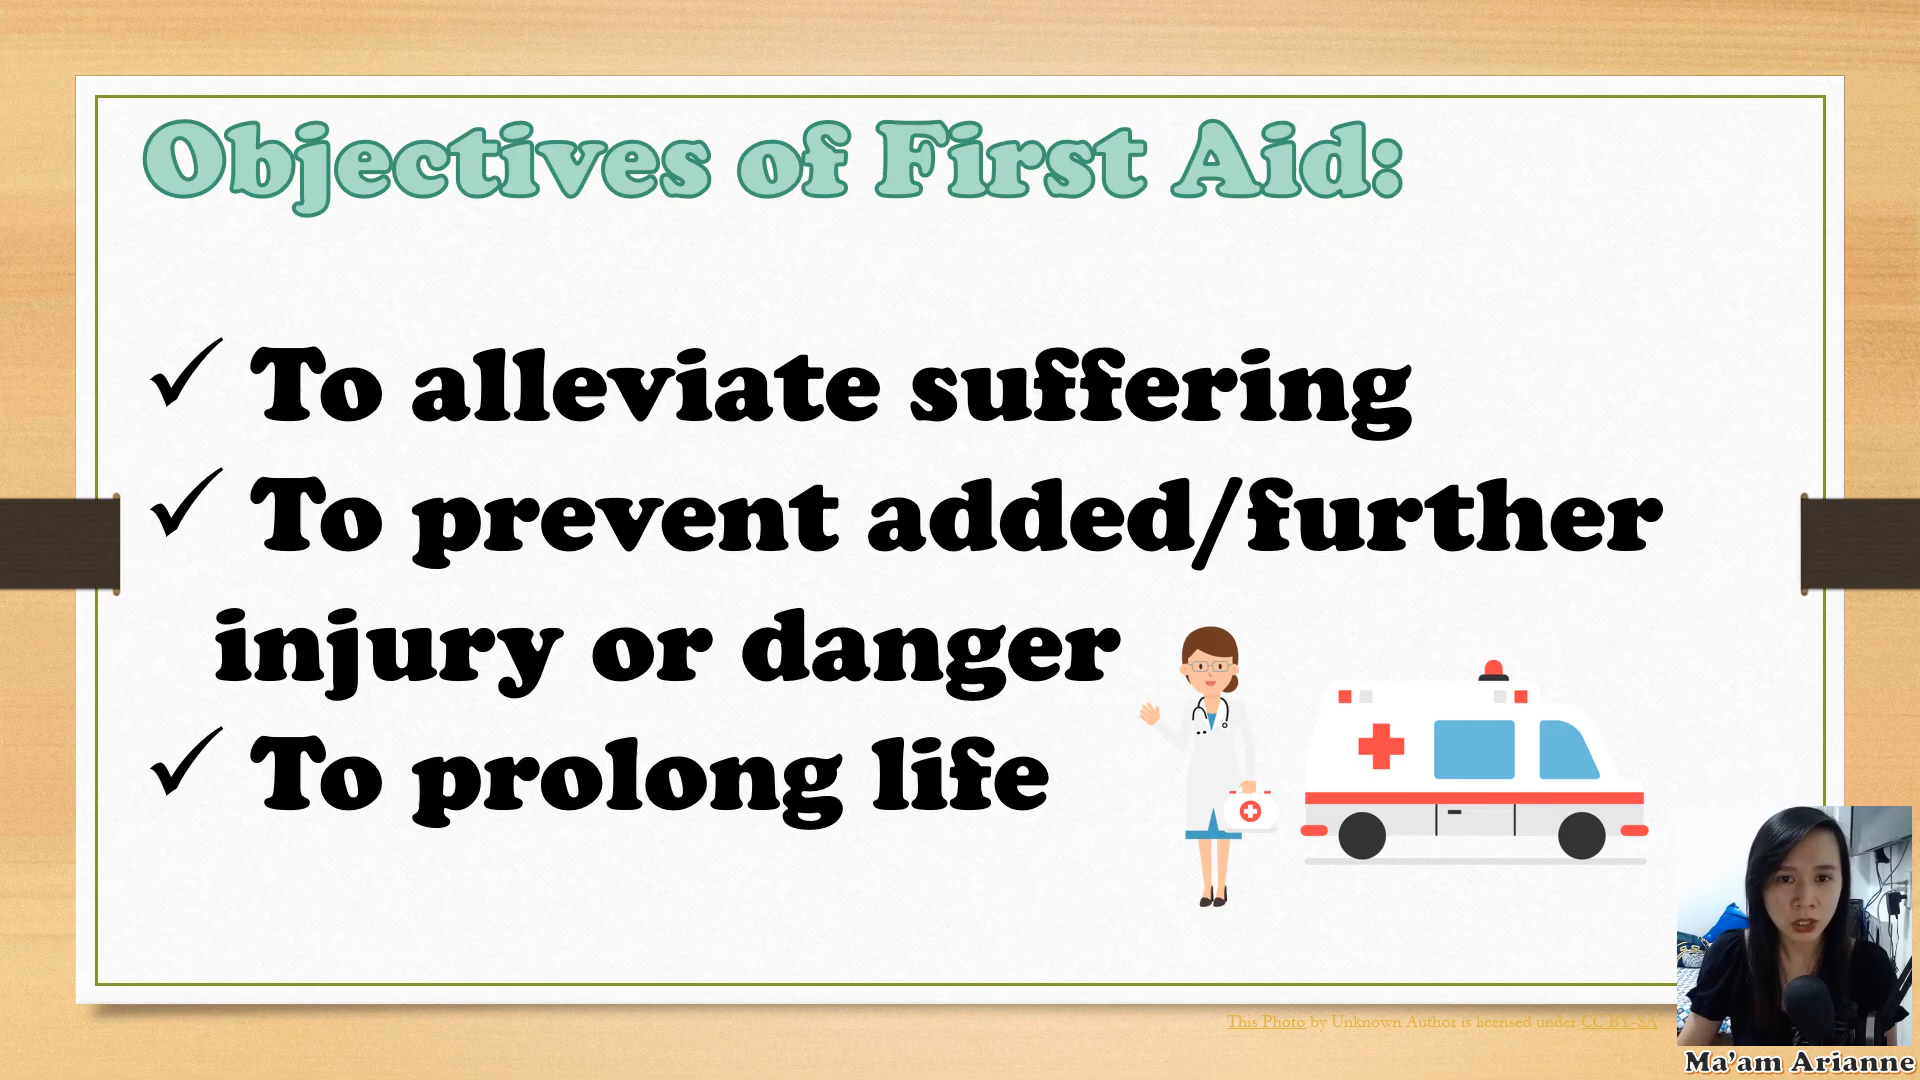 Objectives of First Aid:
✓ To alleviate suffering
✓ To prevent added/further
injury or danger
✓ To prolong life
This Photo by Unknown Author is licensed under CC BY-SA
Ma'am Arianne